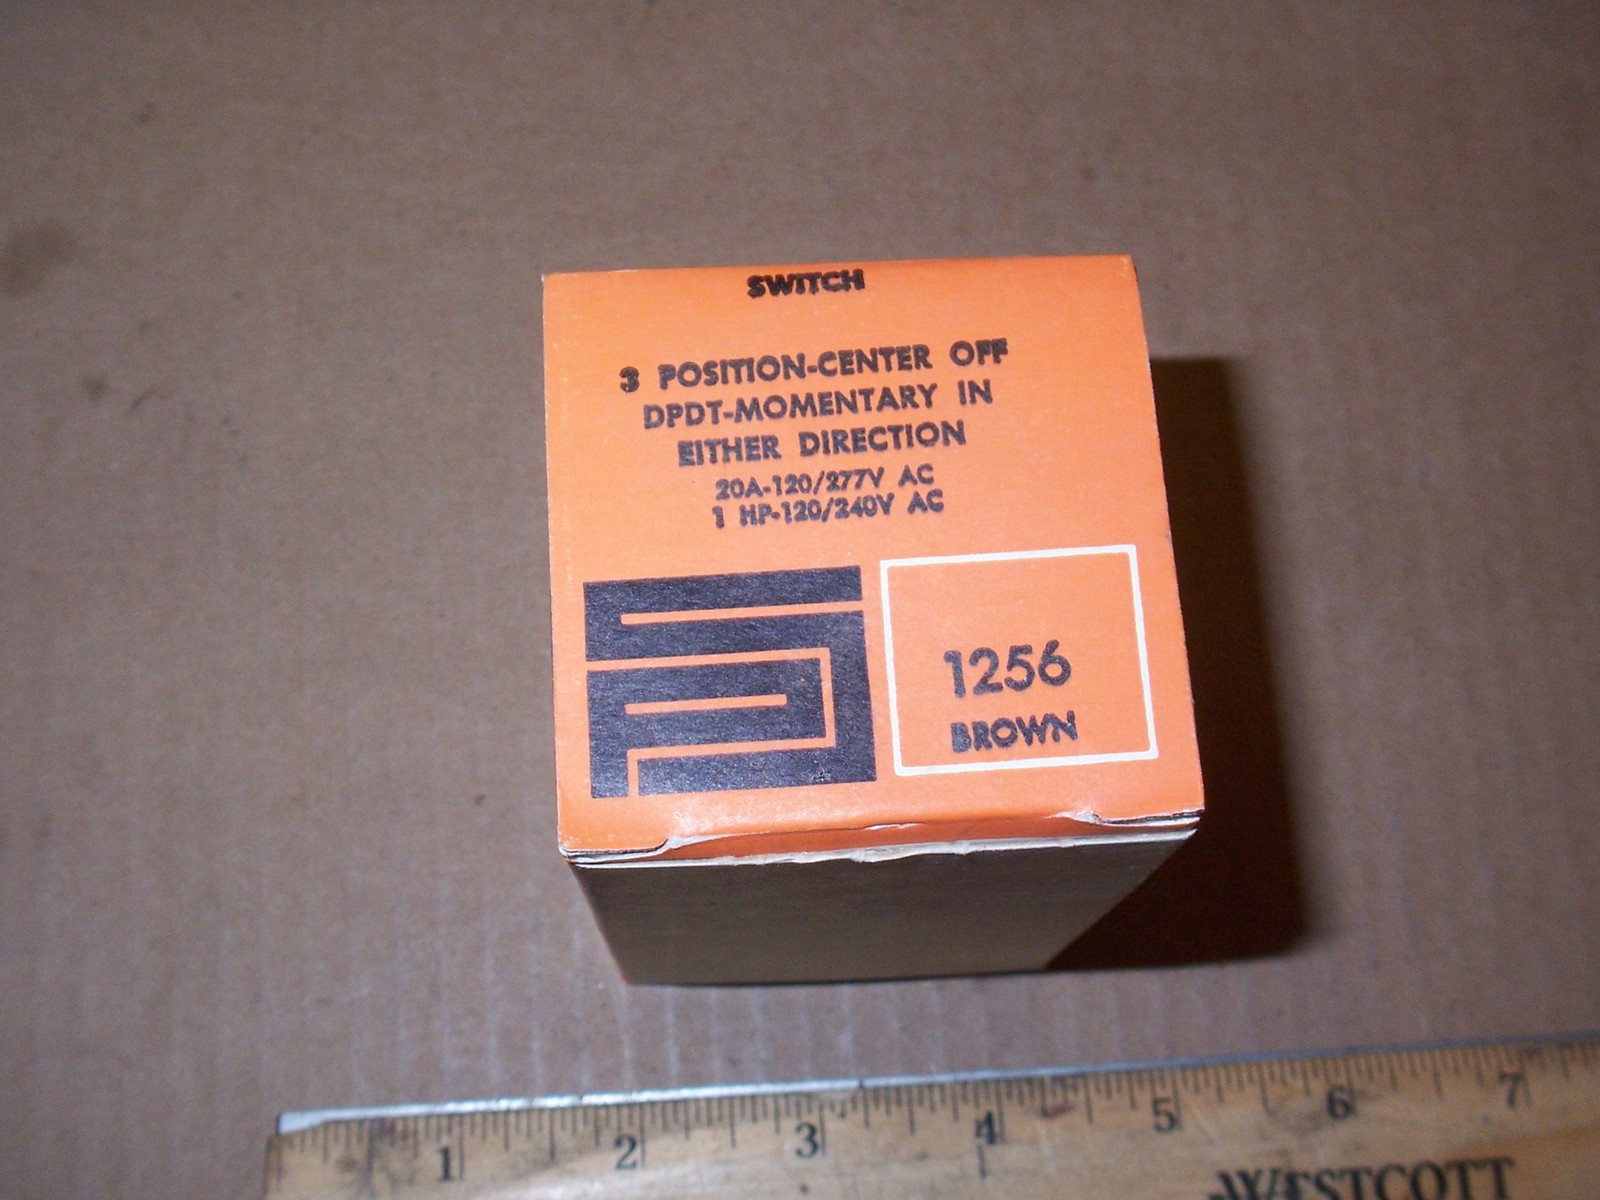 SWITCH
3 POSITION-CENTER OFF
DPDT-MOMENTARY IN
EITHER DIRECTION
20A-120/277V AC
1 HP-120/240V AC
1256
BROWN
1 2 3 4 5 6 7
WESTCOTT